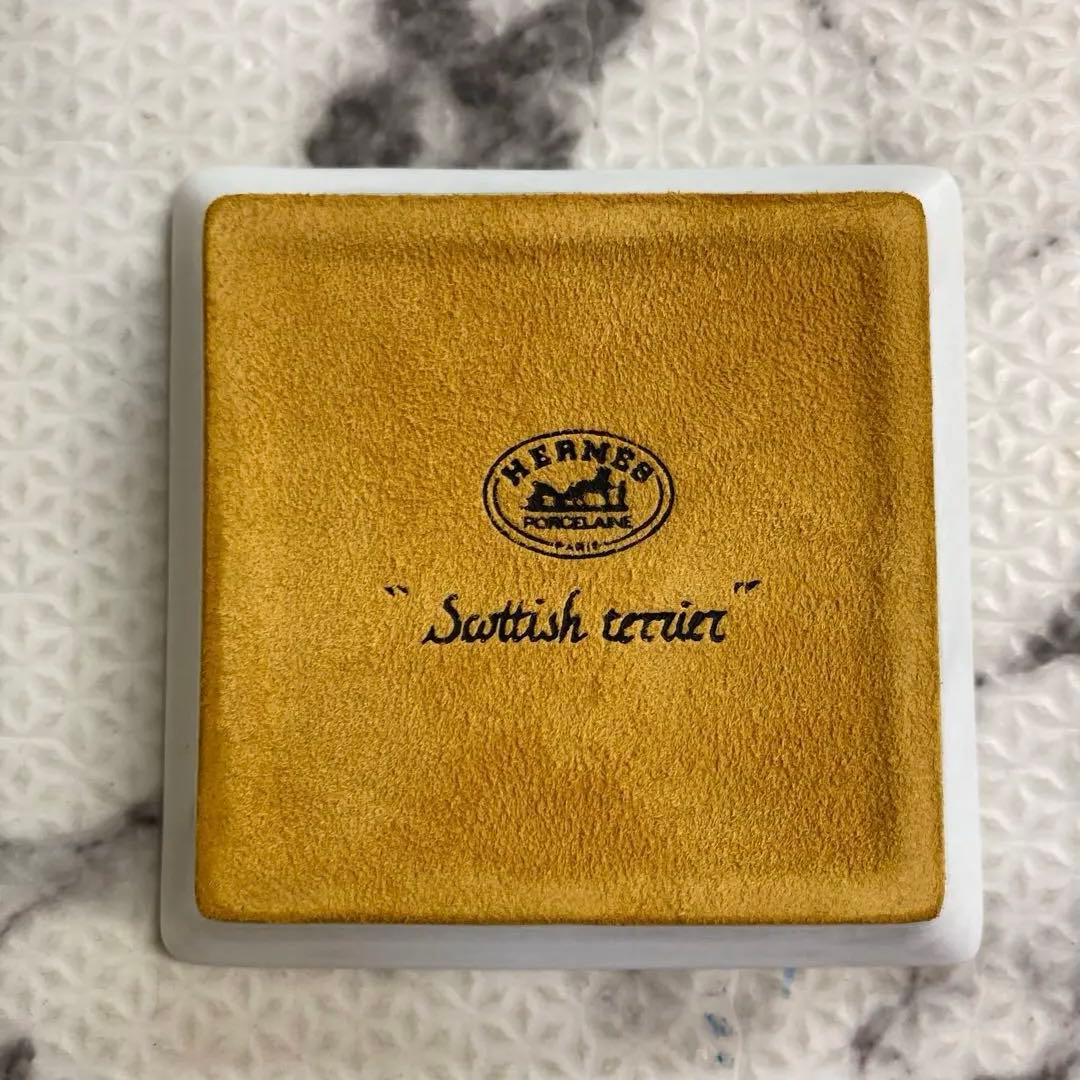 HERMES
PORCELAINE
PARIS
"Scottish terrier"